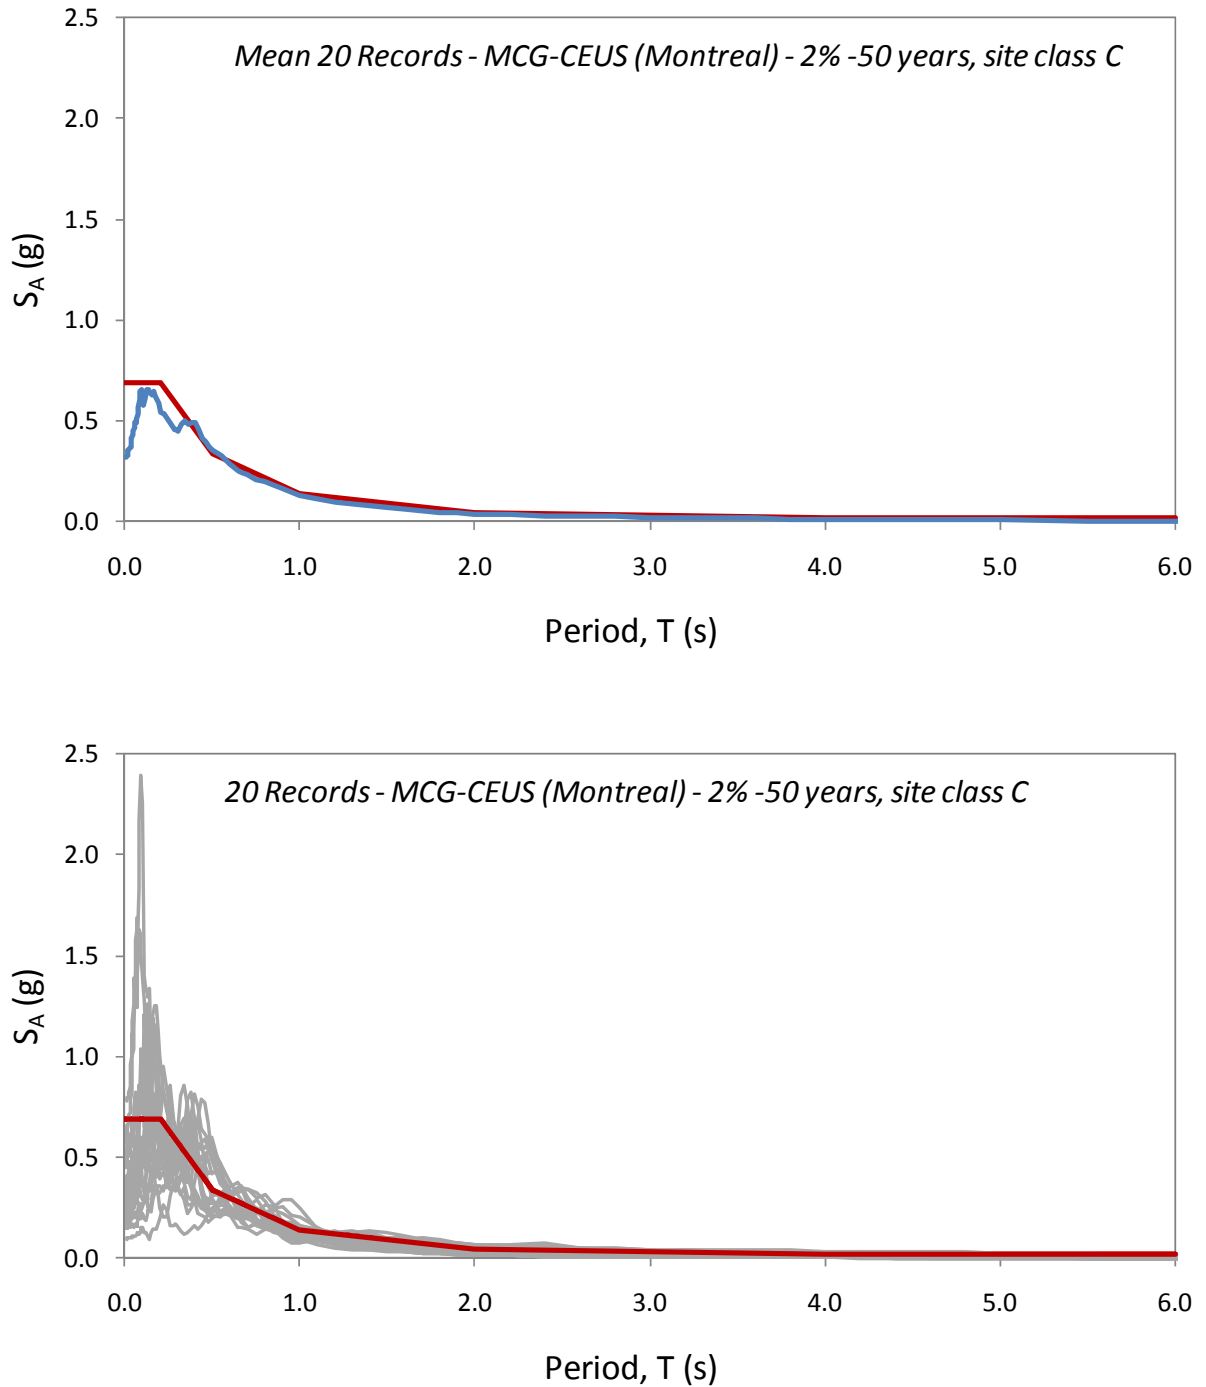 2.5
Mean 20 Records - MCG-CEUS (Montreal) - 2% -50 years, site class C
2.0
1.5
1.0
0.5
0.0
S_A (g)
0.0 1.0 2.0 3.0 4.0 5.0 6.0
Period, T (s)
2.5
20 Records - MCG-CEUS (Montreal) - 2% -50 years, site class C
2.0
1.5
1.0
0.5
0.0
S_A (g)
0.0 1.0 2.0 3.0 4.0 5.0 6.0
Period, T (s)